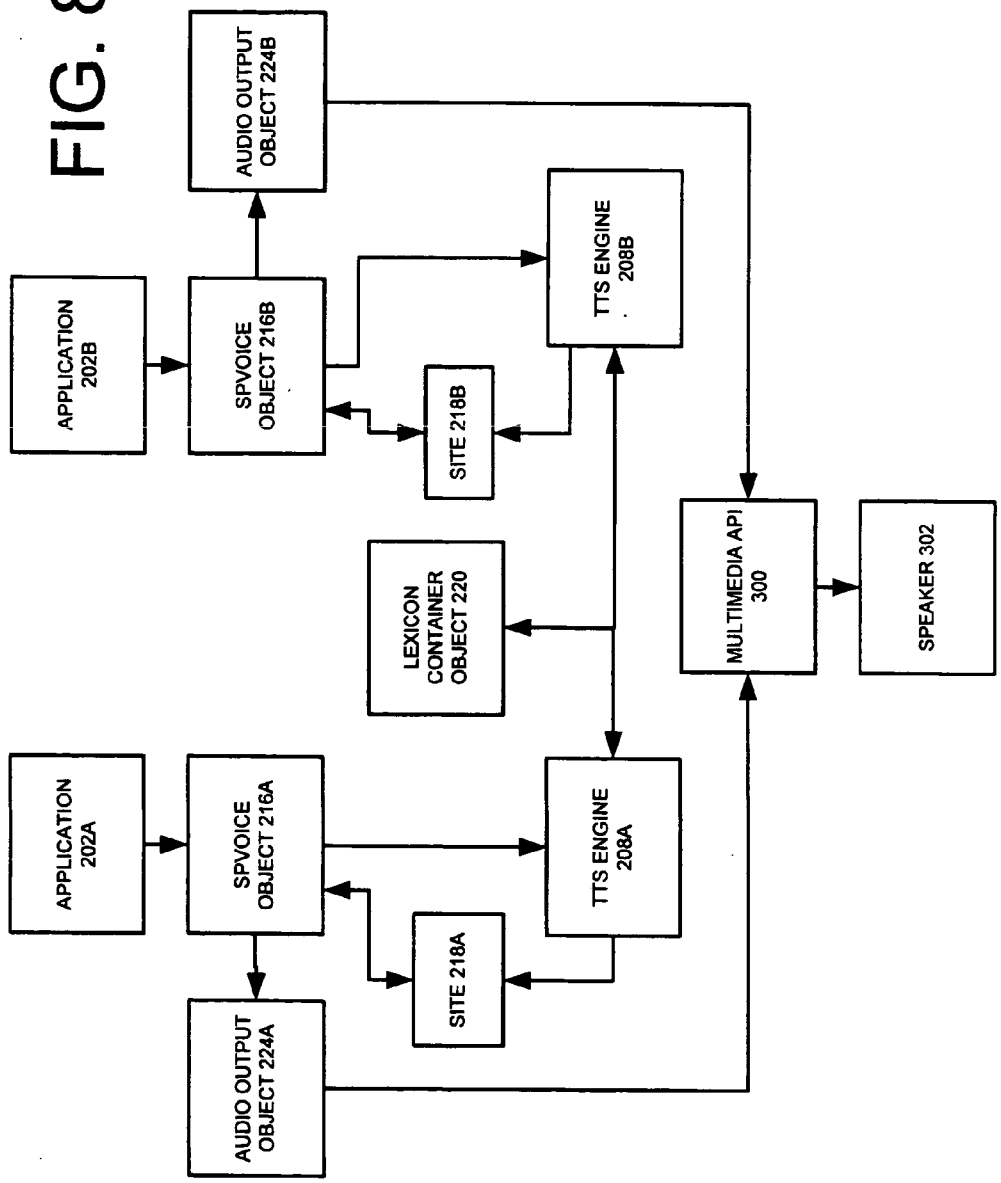 FIG. 8
APPLICATION
202A
APPLICATION
202B
AUDIO OUTPUT
OBJECT 224A
SPVOICE
OBJECT 216A
SPVOICE
OBJECT 216B
AUDIO OUTPUT
OBJECT 224B
SITE 218A
LEXICON
CONTAINER
OBJECT 220
SITE 218B
TTS ENGINE
208A
TTS ENGINE
208B
MULTIMEDIA API
300
SPEAKER 302